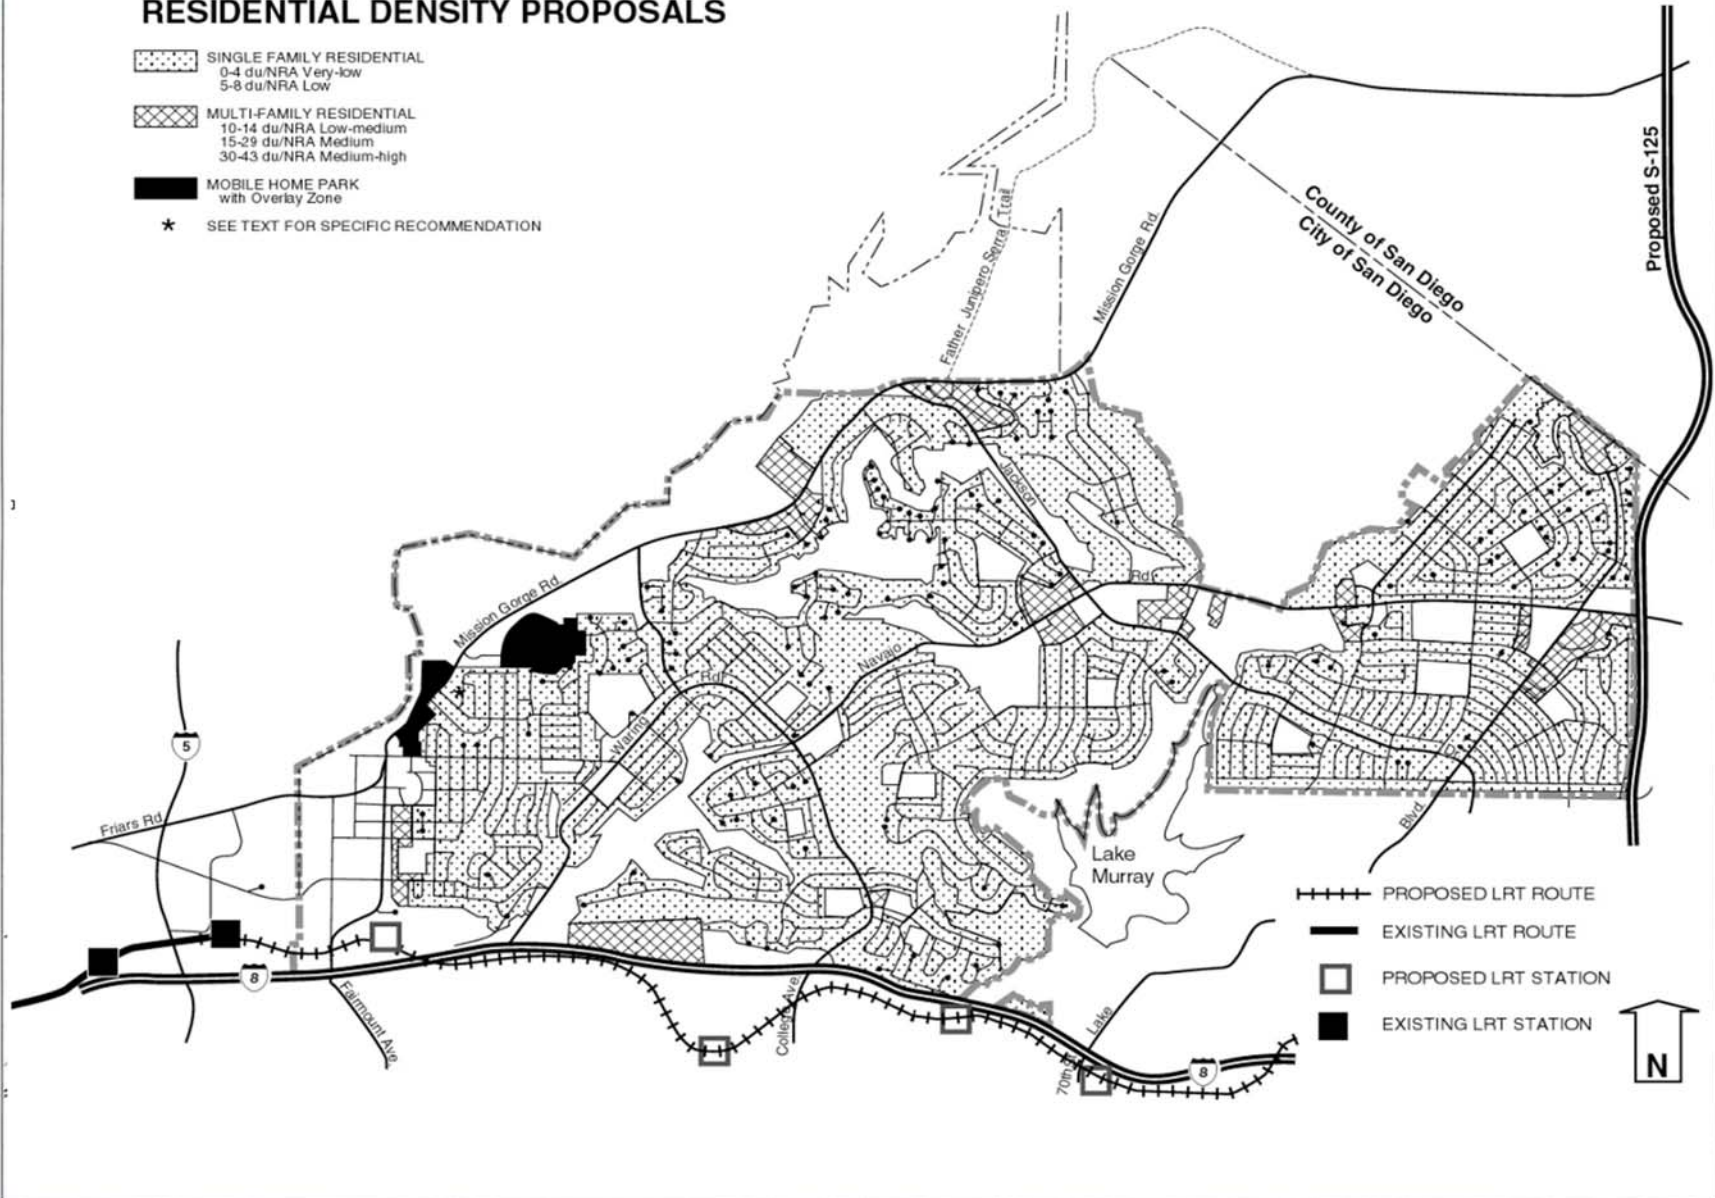 RESIDENTIAL DENSITY PROPOSALS
SINGLE FAMILY RESIDENTIAL
0-4 du/NRA Very-low
5-8 du/NRA Low
MULTI-FAMILY RESIDENTIAL
10-14 du/NRA Low-medium
15-29 du/NRA Medium
30-43 du/NRA Medium-high
MOBILE HOME PARK
with Overlay Zone
* SEE TEXT FOR SPECIFIC RECOMMENDATION
Proposed S-125
County of San Diego
City of San Diego
Mission Gorge Rd.
Father Junipero Serra Trail
Jackson
Rd.
Mission Gorge Rd.
Navajo
Rd.
Waring
*
5
Friars Rd.
Blvd.
Lake
Murray
8
Fairmount Ave.
College Ave.
Lake
70th St.
8
PROPOSED LRT ROUTE
EXISTING LRT ROUTE
PROPOSED LRT STATION
EXISTING LRT STATION
N